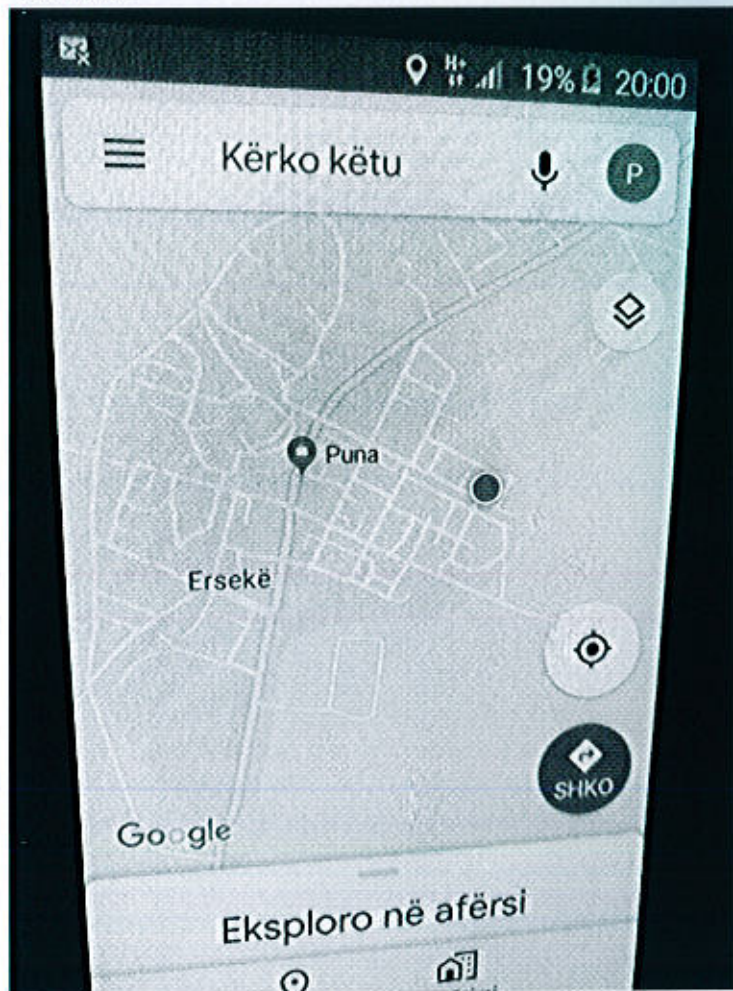 H+ 19% 20:00
Kërko këtu P
Puna
Ersekë
SHKO
Google
Eksploro në afërsi